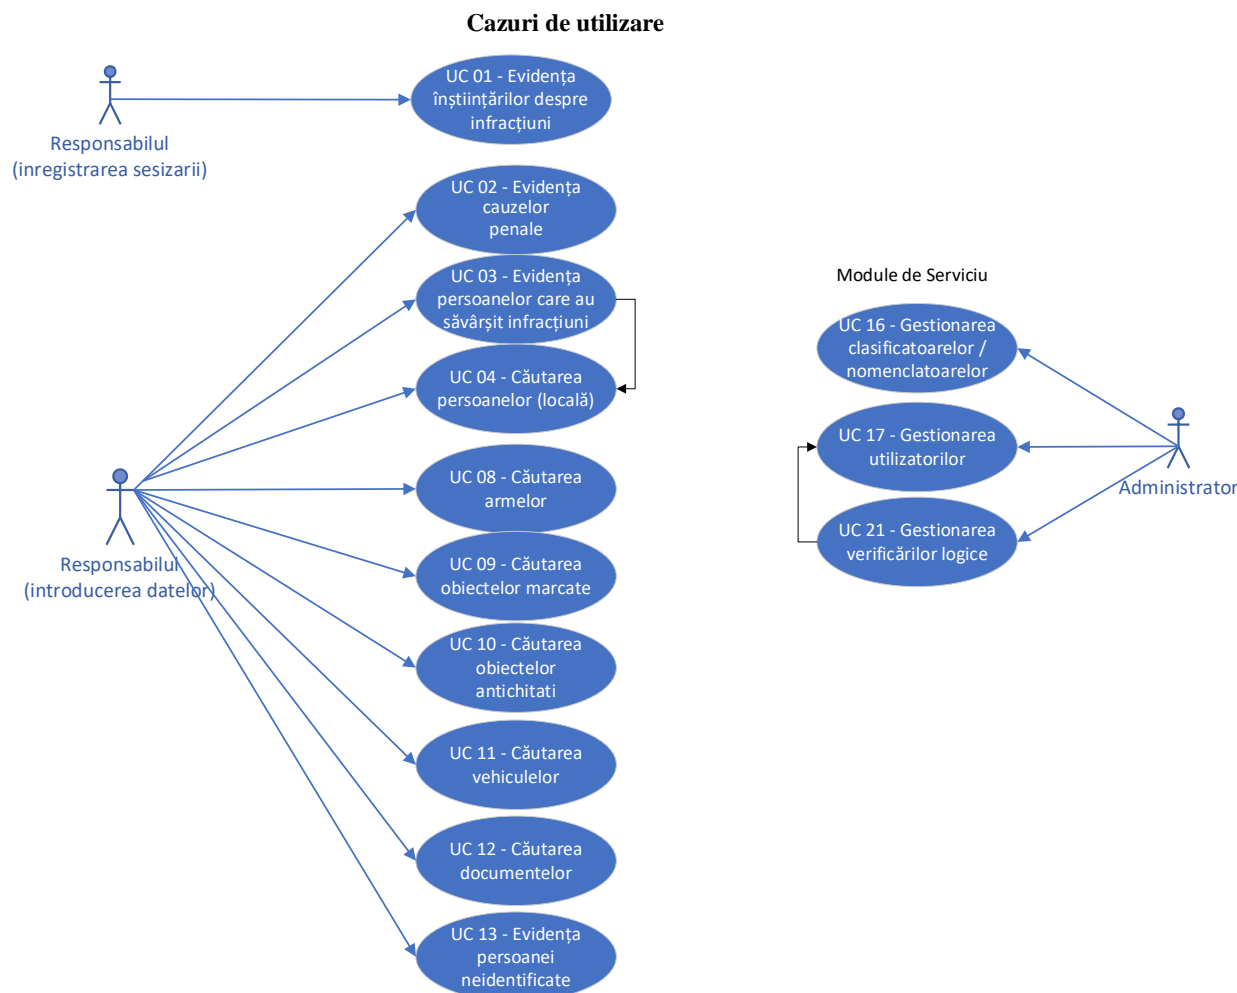 Cazuri de utilizare
UC 01 - Evidența
înștiințărilor despre
infracțiuni
Responsabilul
(inregistrarea sesizarii)
UC 02 - Evidența
cauzelor
penale
UC 03 - Evidența
persoanelor care au
săvârșit infracțiuni
UC 04 - Căutarea
persoanelor (locală)
UC 08 - Căutarea
armelor
Responsabilul
(introducerea datelor)
UC 09 - Căutarea
obiectelor marcate
UC 10 - Căutarea
obiectelor
antichitati
UC 11 - Căutarea
vehiculelor
UC 12 - Căutarea
documentelor
UC 13 - Evidența
persoanei
neidentificate
Module de Serviciu
UC 16 - Gestionarea
clasificatoarelor /
nomenclatoarelor
UC 17 - Gestionarea
utilizatorilor
Administrator
UC 21 - Gestionarea
verificărilor logice